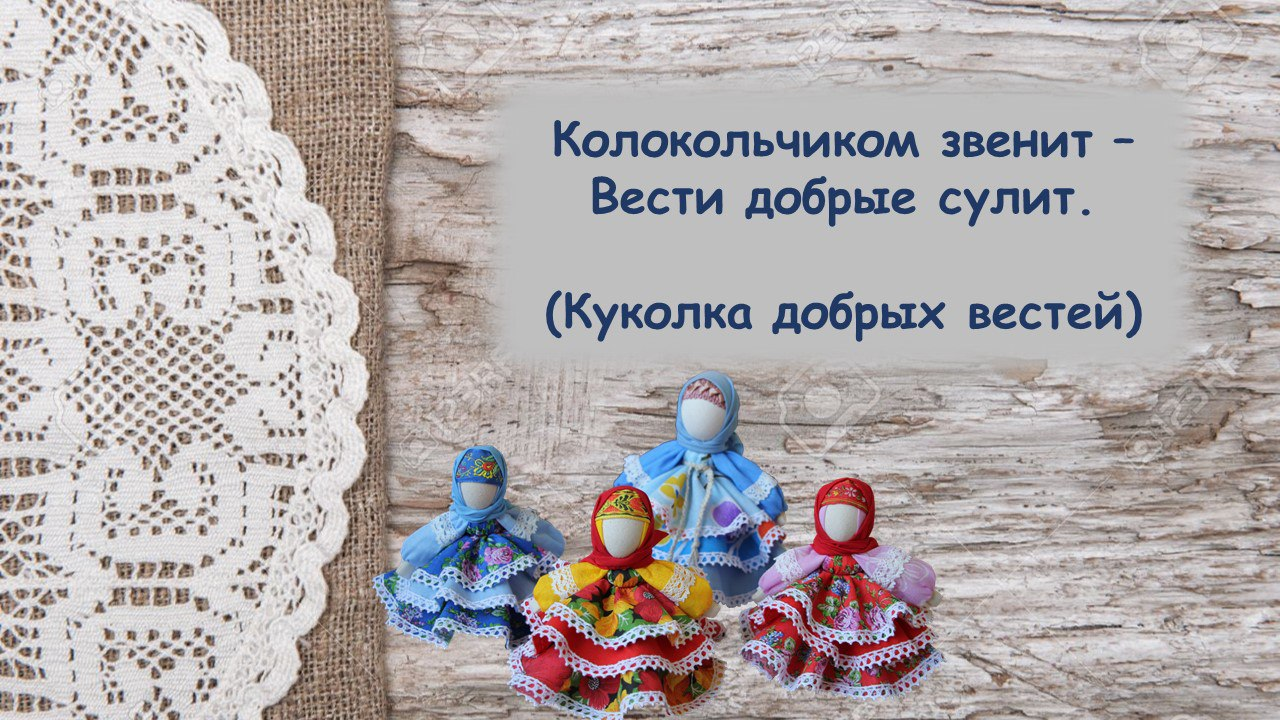 Колокольчиком звенит –
Вести добрые сулит.
(Куколка добрых вестей)